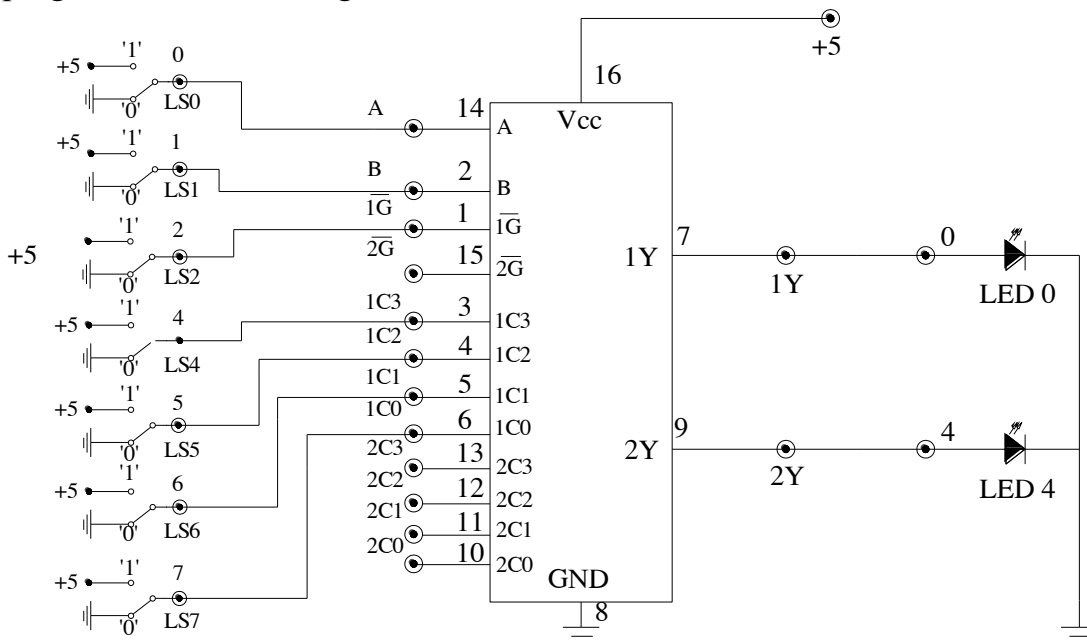 +5
'1'
0
+5
'0'
LS0
16
Vcc
A
14
A
'1'
1
+5
'0'
LS1
B
2
B
1G
1
1G
'1'
2
+5
'0'
LS2
2G
15
2G
7
1Y
1Y
0
LED 0
'1'
4
+5
'0'
LS4
1C3
3
1C3
1C2
4
1C2
'1'
5
+5
'0'
LS5
1C1
5
1C1
1C0
6
1C0
'1'
6
+5
'0'
LS6
2C3
13
2C3
2C2
12
2C2
2C1
11
2C1
2C0
10
2C0
9
2Y
2Y
4
LED 4
'1'
7
+5
'0'
LS7
GND
8